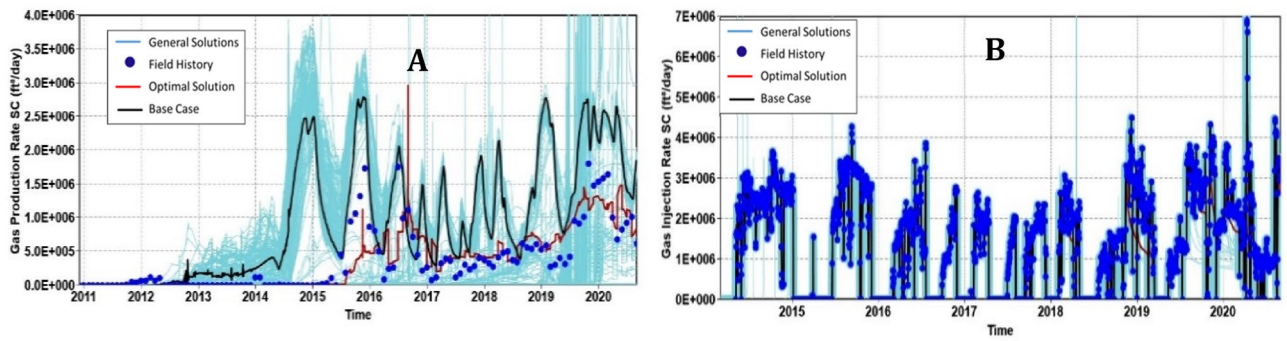 A
Gas Production Rate SC (ft³/day)
4.0E+006
3.5E+006
3.0E+006
2.5E+006
2.0E+006
1.5E+006
1.0E+006
5.0E+005
0.0E+000
General Solutions
Field History
Optimal Solution
Base Case
2011 2012 2013 2014 2015 2016 2017 2018 2019 2020
Time
B
Gas Injection Rate SC (ft³/day)
7E+006
6E+006
5E+006
4E+006
3E+006
2E+006
1E+006
0E+000
General Solutions
Field History
Optimal Solution
Base Case
2015 2016 2017 2018 2019 2020
Time